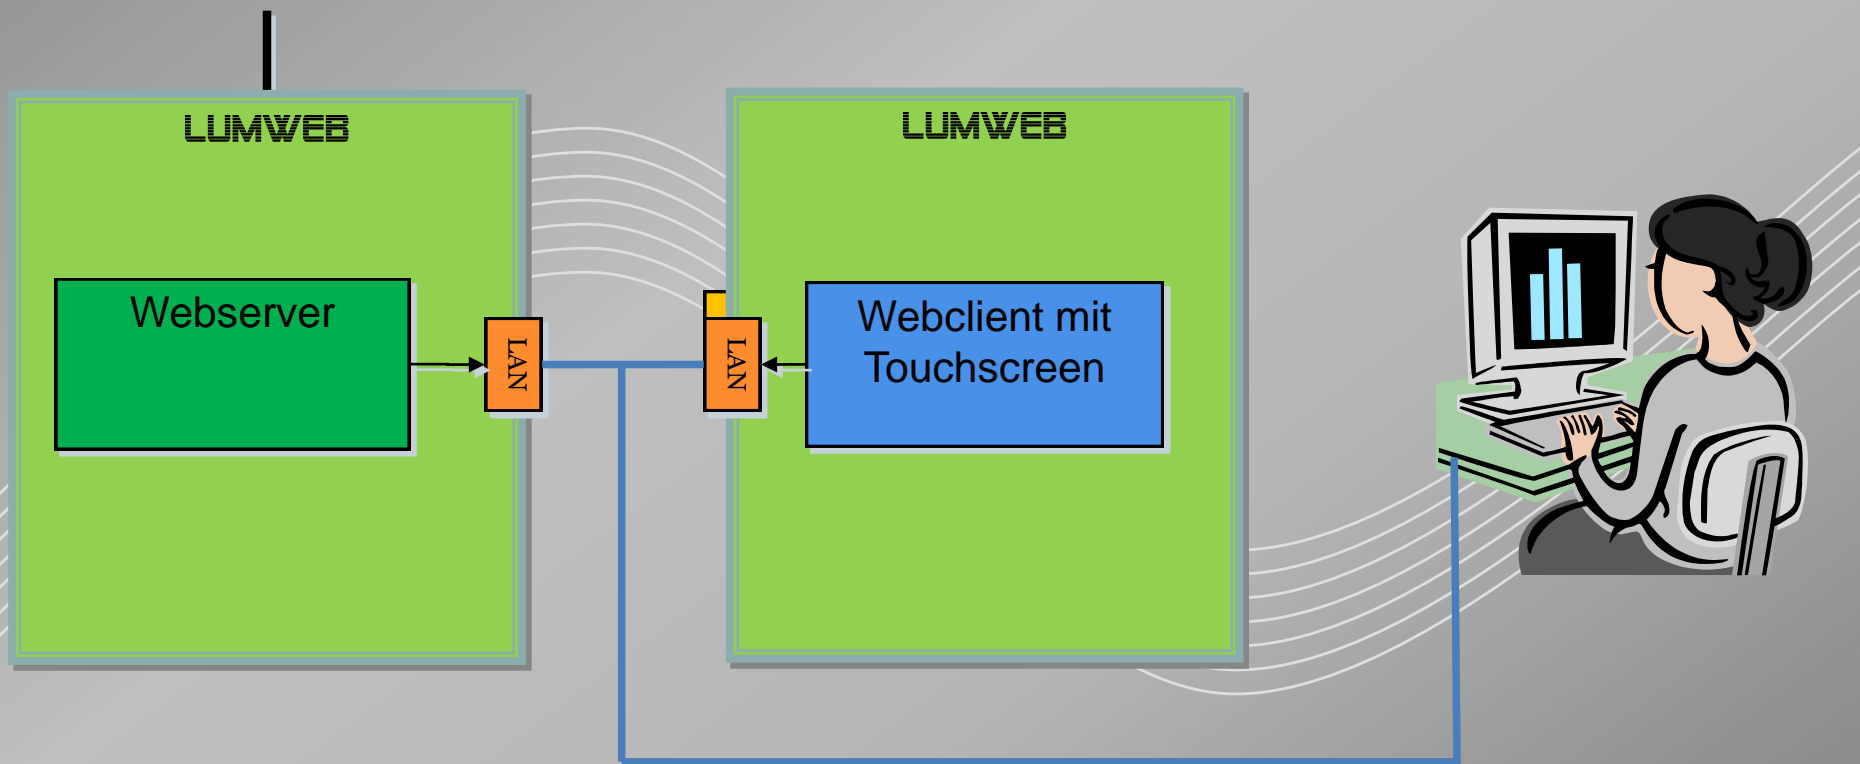 LUMWEB
Webserver
LAN
LUMWEB
LAN
Webclient mit
Touchscreen